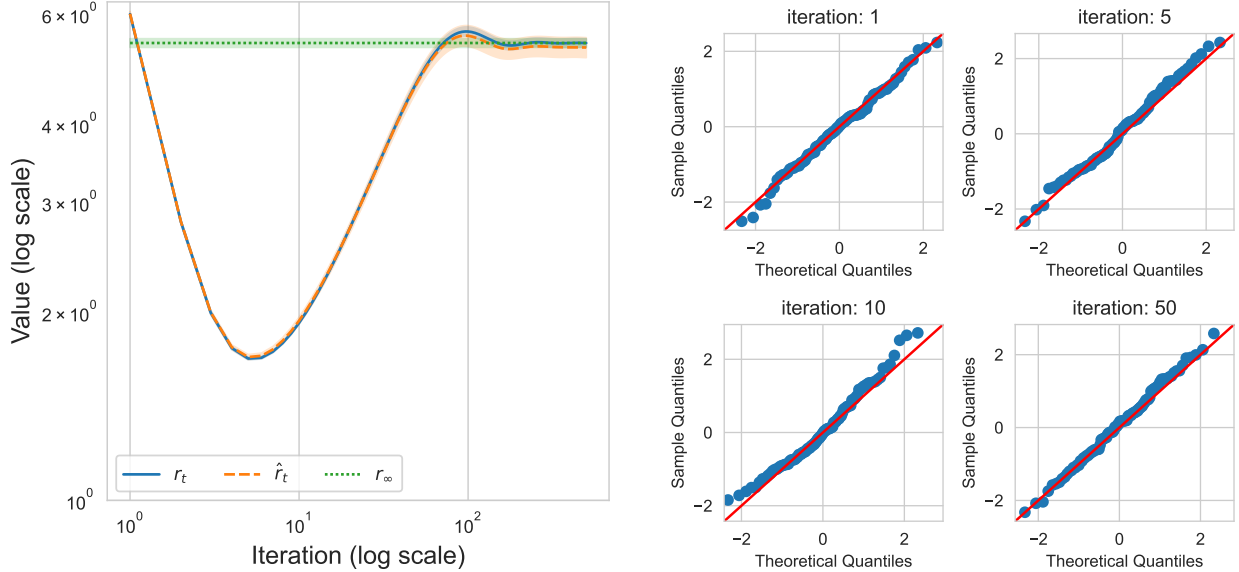 6 × 10⁰
4 × 10⁰
3 × 10⁰
2 × 10⁰
10⁰
Value (log scale)
r_t
r̂_t
r_∞
10⁰
10¹
10²
Iteration (log scale)
iteration: 1
2
0
−2
Sample Quantiles
−2
0
2
Theoretical Quantiles
iteration: 5
2
0
−2
Sample Quantiles
−2
0
2
Theoretical Quantiles
iteration: 10
2
0
−2
Sample Quantiles
−2
0
2
Theoretical Quantiles
iteration: 50
2
0
−2
Sample Quantiles
−2
0
2
Theoretical Quantiles